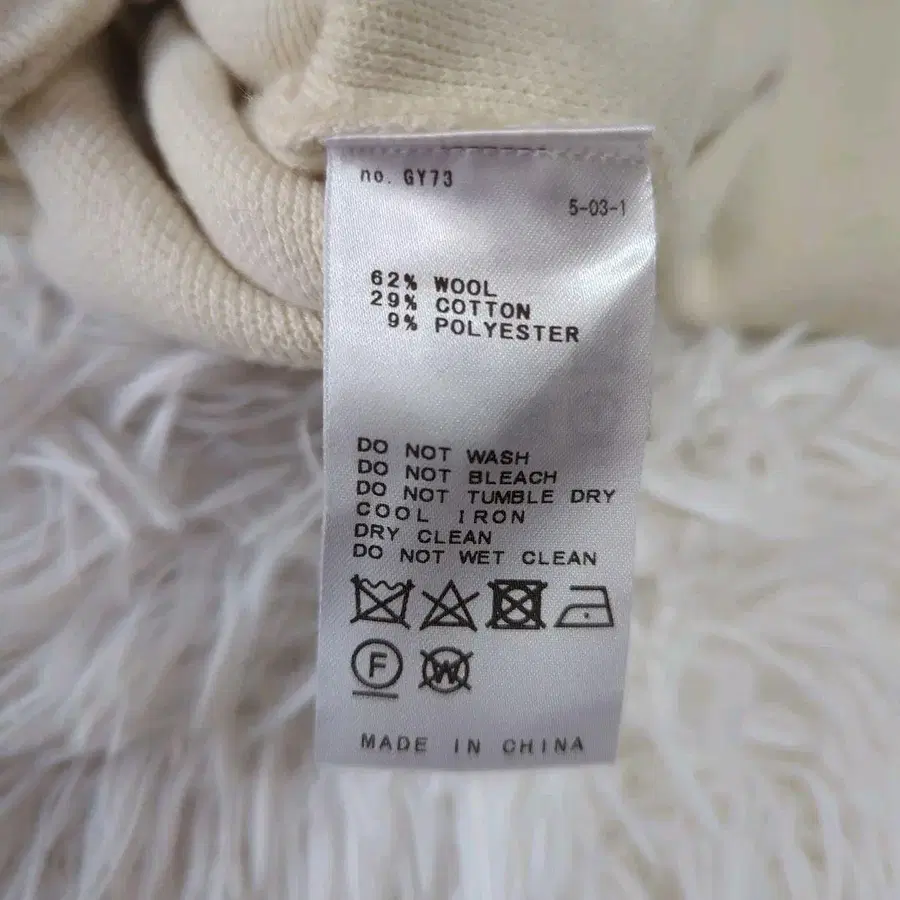 no. GY73
5-03-1
62% WOOL
29% COTTON
9% POLYESTER
DO NOT WASH
DO NOT BLEACH
DO NOT TUMBLE DRY
COOL IRON
DRY CLEAN
DO NOT WET CLEAN
F W
MADE IN CHINA